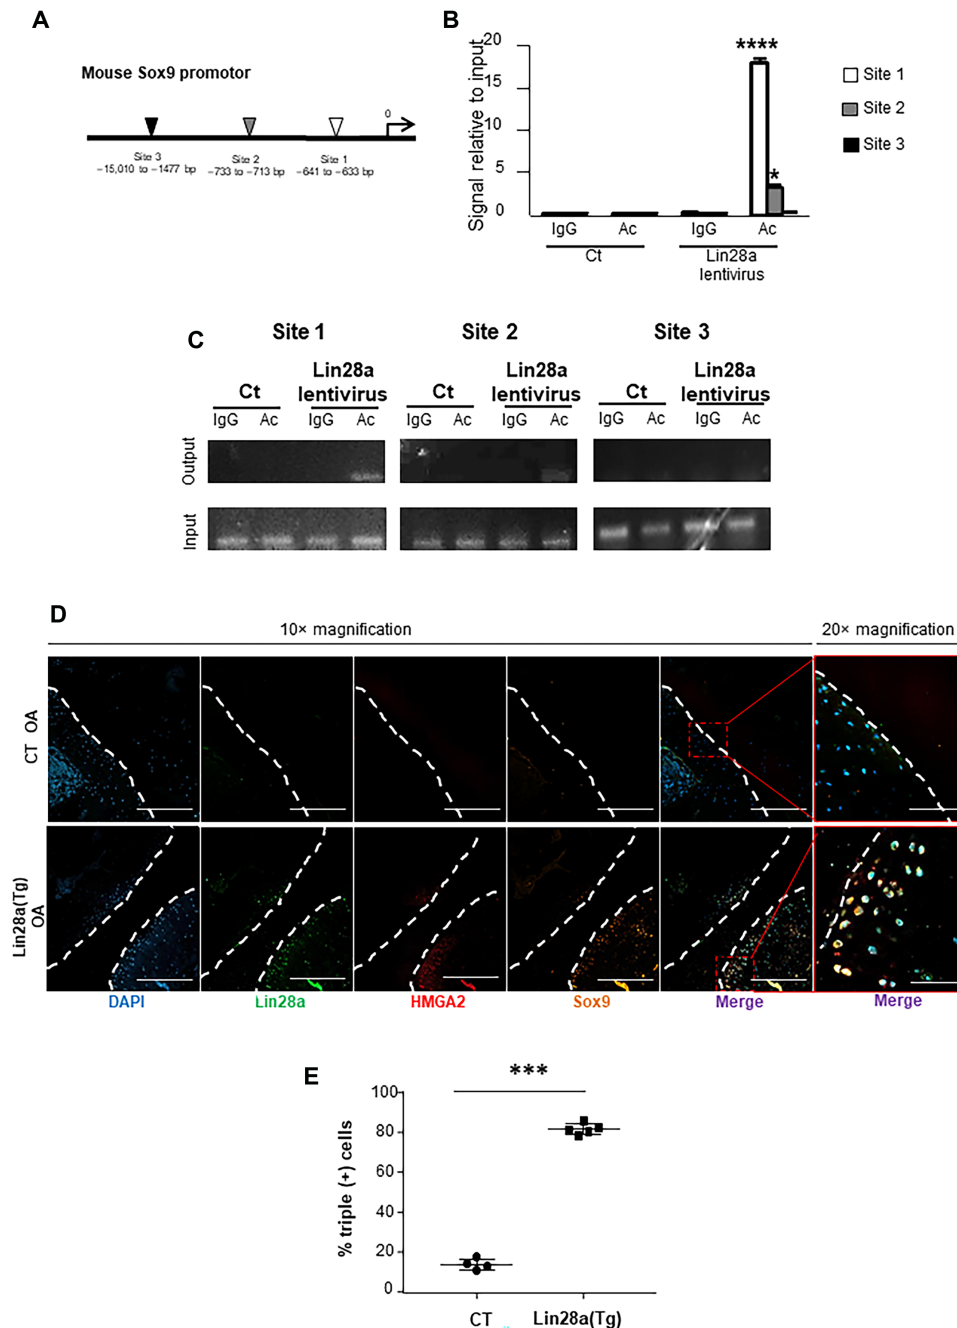 A
Mouse Sox9 promotor
0
Site 3
−15,010 to −1477 bp
Site 2
−733 to −713 bp
Site 1
−641 to −633 bp
B
Signal relative to input
20
15
10
5
0
****
*
IgG
Ac
IgG
Ac
Ct
Lin28a
lentivirus
Site 1
Site 2
Site 3
C
Site 1
Site 2
Site 3
Ct
Lin28a
lentivirus
Ct
Lin28a
lentivirus
Ct
Lin28a
lentivirus
IgG
Ac
IgG
Ac
IgG
Ac
IgG
Ac
IgG
Ac
IgG
Ac
Output
Input
D
10× magnification
20× magnification
CT OA
Lin28a(Tg)
OA
DAPI
Lin28a
HMGA2
Sox9
Merge
Merge
E
% triple (+) cells
100
80
60
40
20
0
***
CT
Lin28a(Tg)